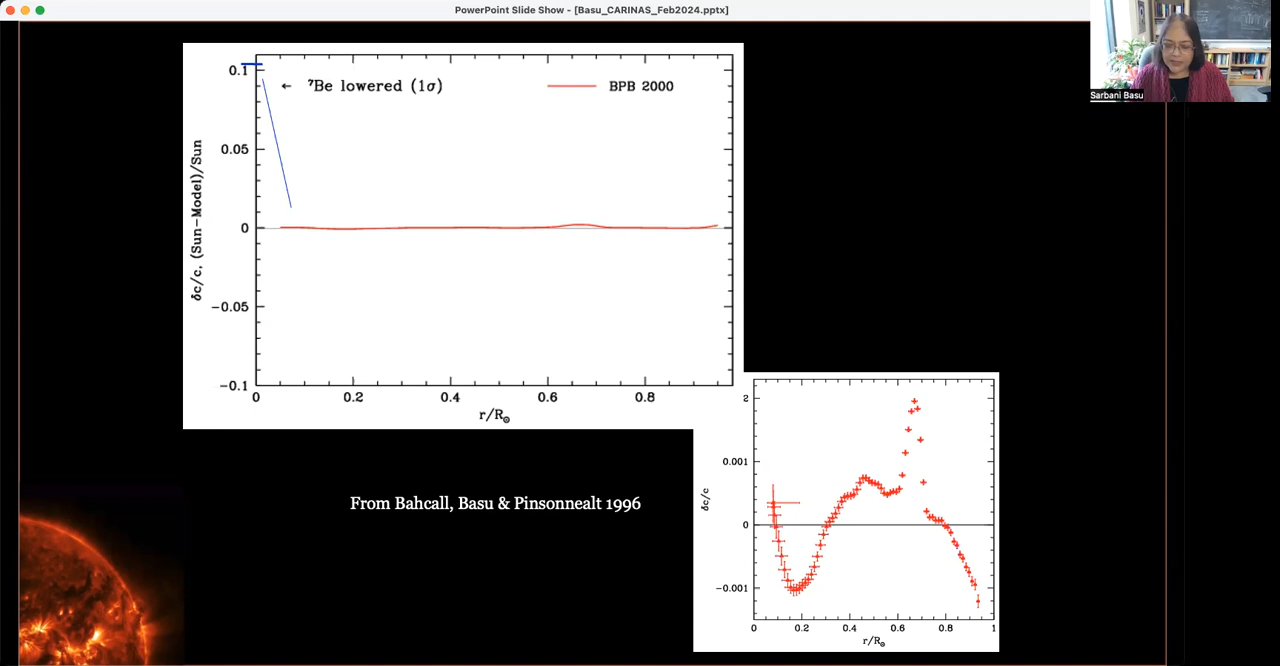 PowerPoint Slide Show - [Basu_CARINAS_Feb2024.pptx]
Sarbani Basu
← ⁷Be lowered (1σ)
BPB 2000
δc/c, (Sun−Model)/Sun
0.1
0.05
0
−0.05
−0.1
0 0.2 0.4 0.6 0.8
r/R⊙
From Bahcall, Basu & Pinsonnealt 1996
δc/c
2
0.001
0
−0.001
0 0.2 0.4 0.6 0.8 1
r/R⊙